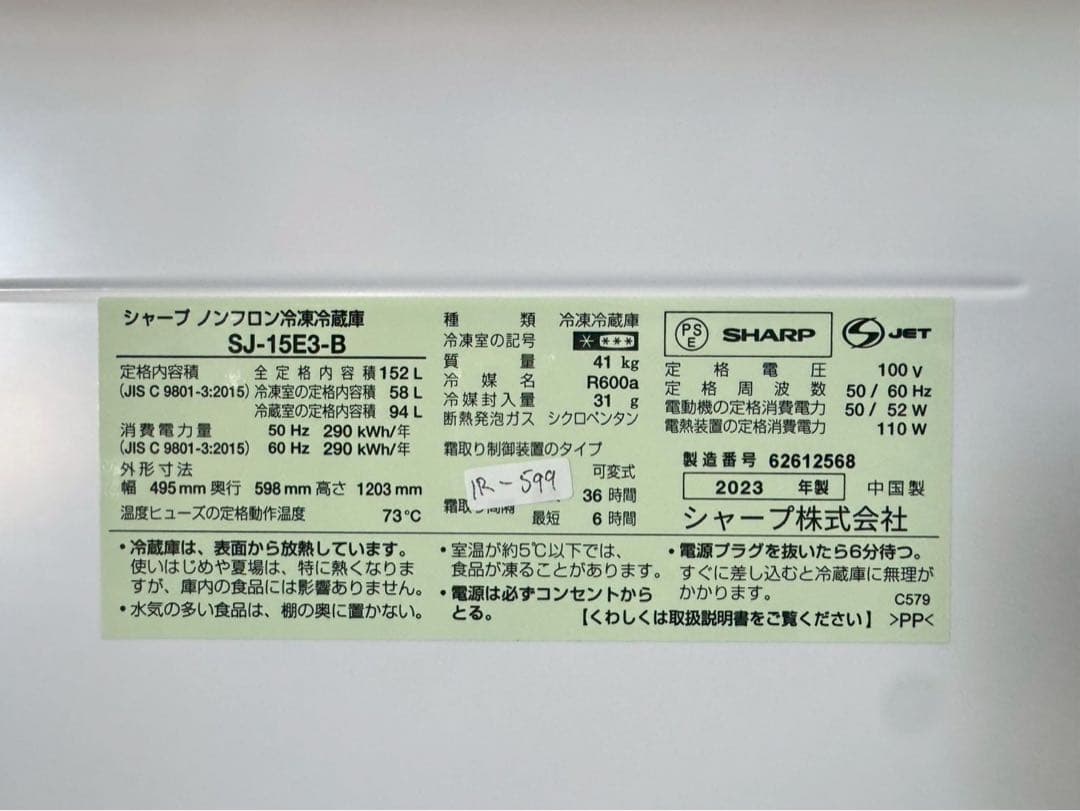 シャープ ノンフロン冷凍冷蔵庫
SJ-15E3-B
定格内容積 全定格内容積 152 L
(JIS C 9801-3:2015) 冷凍室の定格内容積 58 L
冷蔵室の定格内容積 94 L
消費電力量 50 Hz 290 kWh/年
(JIS C 9801-3:2015) 60 Hz 290 kWh/年
外形寸法
幅 495 mm 奥行 598 mm 高さ 1203 mm
温度ヒューズの定格動作温度 73℃
種類 冷凍冷蔵庫
冷凍室の記号 * ***
質量 41 kg
冷媒名 R600a
冷媒封入量 31 g
断熱発泡ガス シクロペンタン
霜取り制御装置のタイプ
可変式
IR-599
霜取り間隔 36 時間
最短 6 時間
PSE SHARP JET
定格電圧 100 V
定格周波数 50 / 60 Hz
電動機の定格消費電力 50 / 52 W
電熱装置の定格消費電力 110 W
製造番号 62612568
2023 年製 中国製
シャープ株式会社
・冷蔵庫は、表面から放熱しています。
使いはじめや夏場は、特に熱くなりま
すが、庫内の食品には影響ありません。
・水気の多い食品は、棚の奥に置かない。
・室温が約5℃以下では、
食品が凍ることがあります。
・電源は必ずコンセントから
とる。
・電源プラグを抜いたら6分待つ。
すぐに差し込むと冷蔵庫に無理が
かかります。
C579
【くわしくは取扱説明書をご覧ください】 >PP<